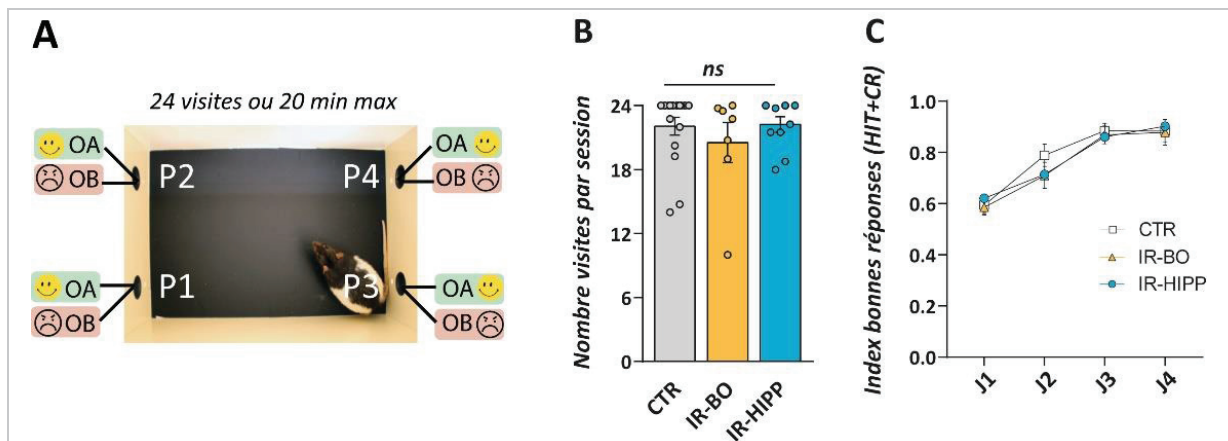 A
24 visites ou 20 min max
OA
OB
P2
P4
OA
OB
OA
OB
P1
P3
OA
OB
B
ns
Nombre visites par session
24
18
12
6
0
CTR
IR-BO
IR-HIPP
C
Index bonnes réponses (HIT+CR)
1.0
0.8
0.6
0.4
0.2
0.0
CTR
IR-BO
IR-HIPP
J1
J2
J3
J4